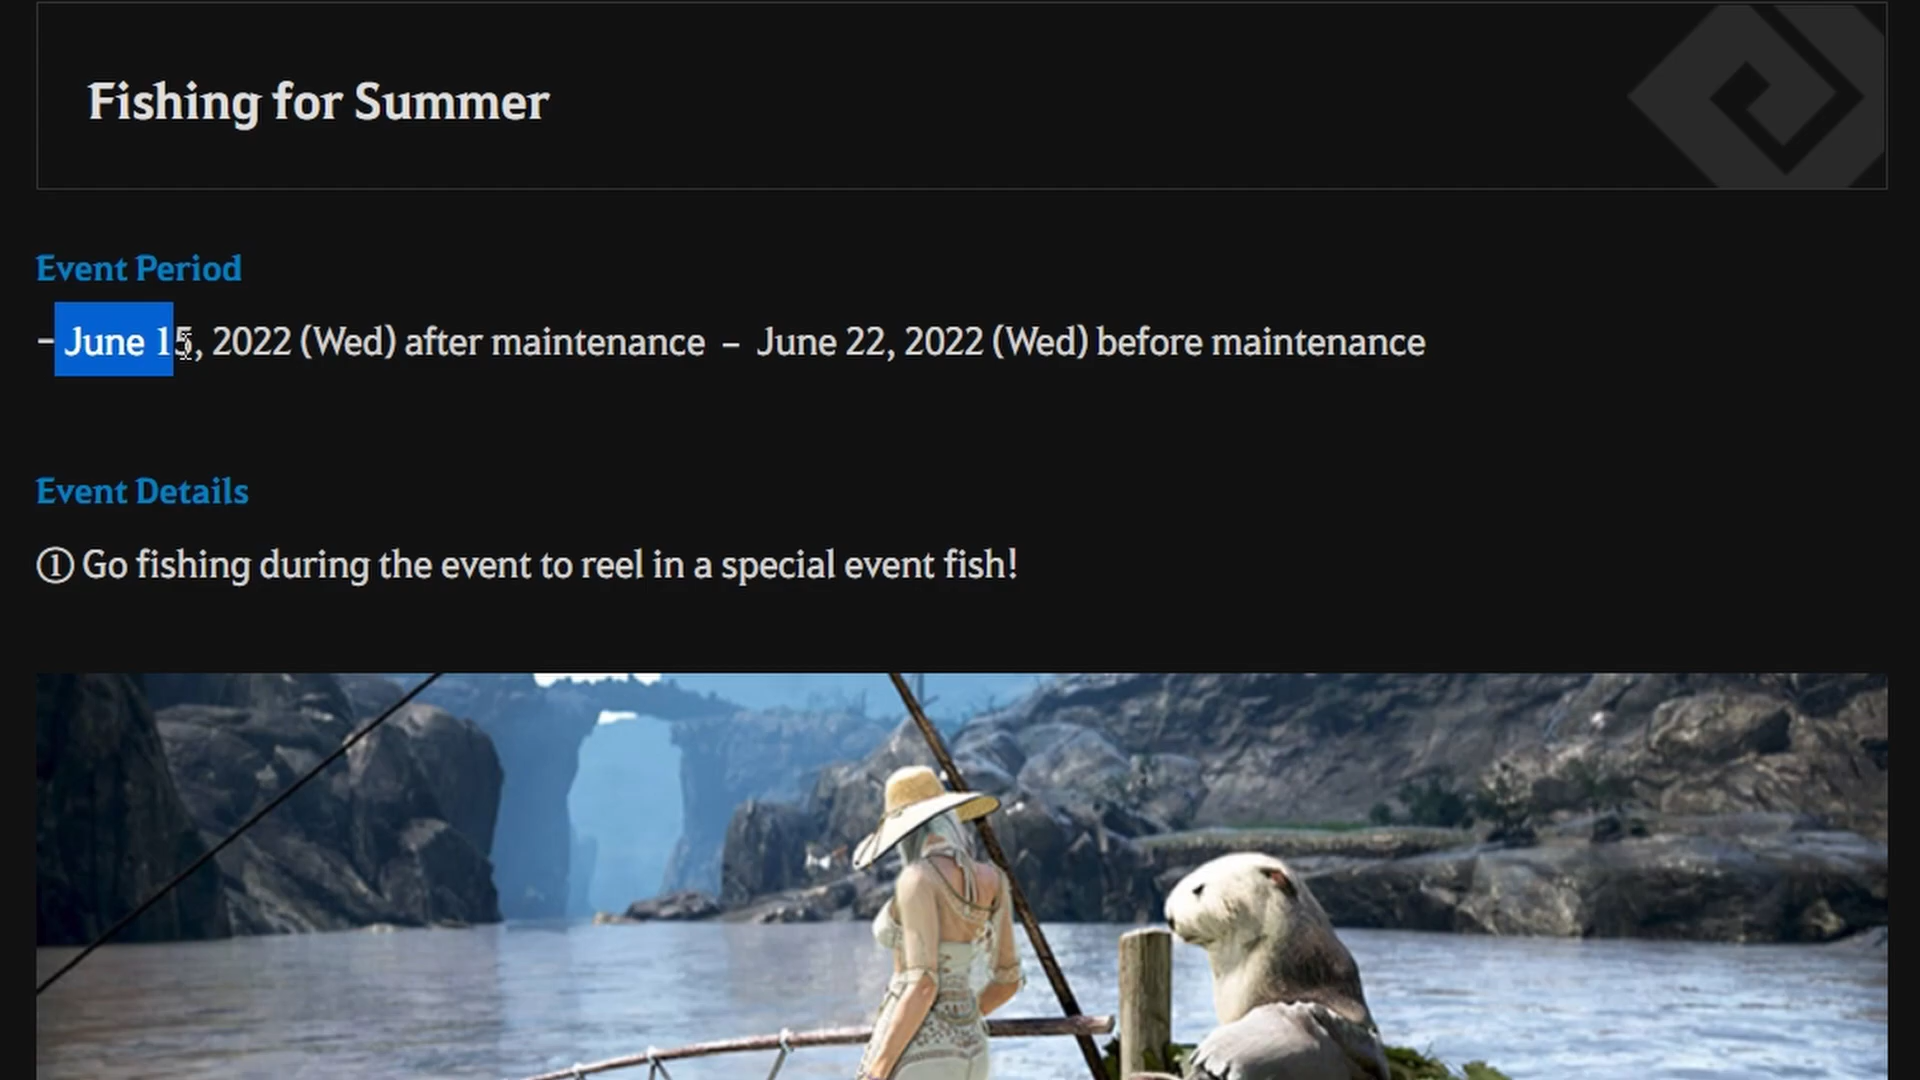 Fishing for Summer
Event Period
– June 15, 2022 (Wed) after maintenance – June 22, 2022 (Wed) before maintenance
Event Details
① Go fishing during the event to reel in a special event fish!